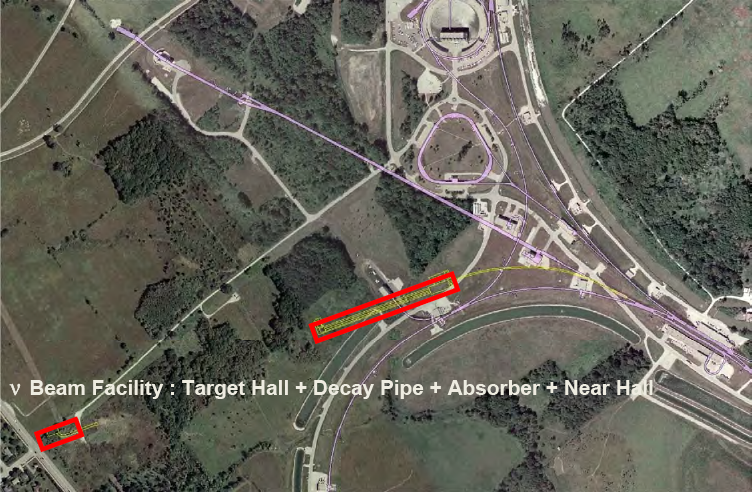 ν Beam Facility : Target Hall + Decay Pipe + Absorber + Near Hall